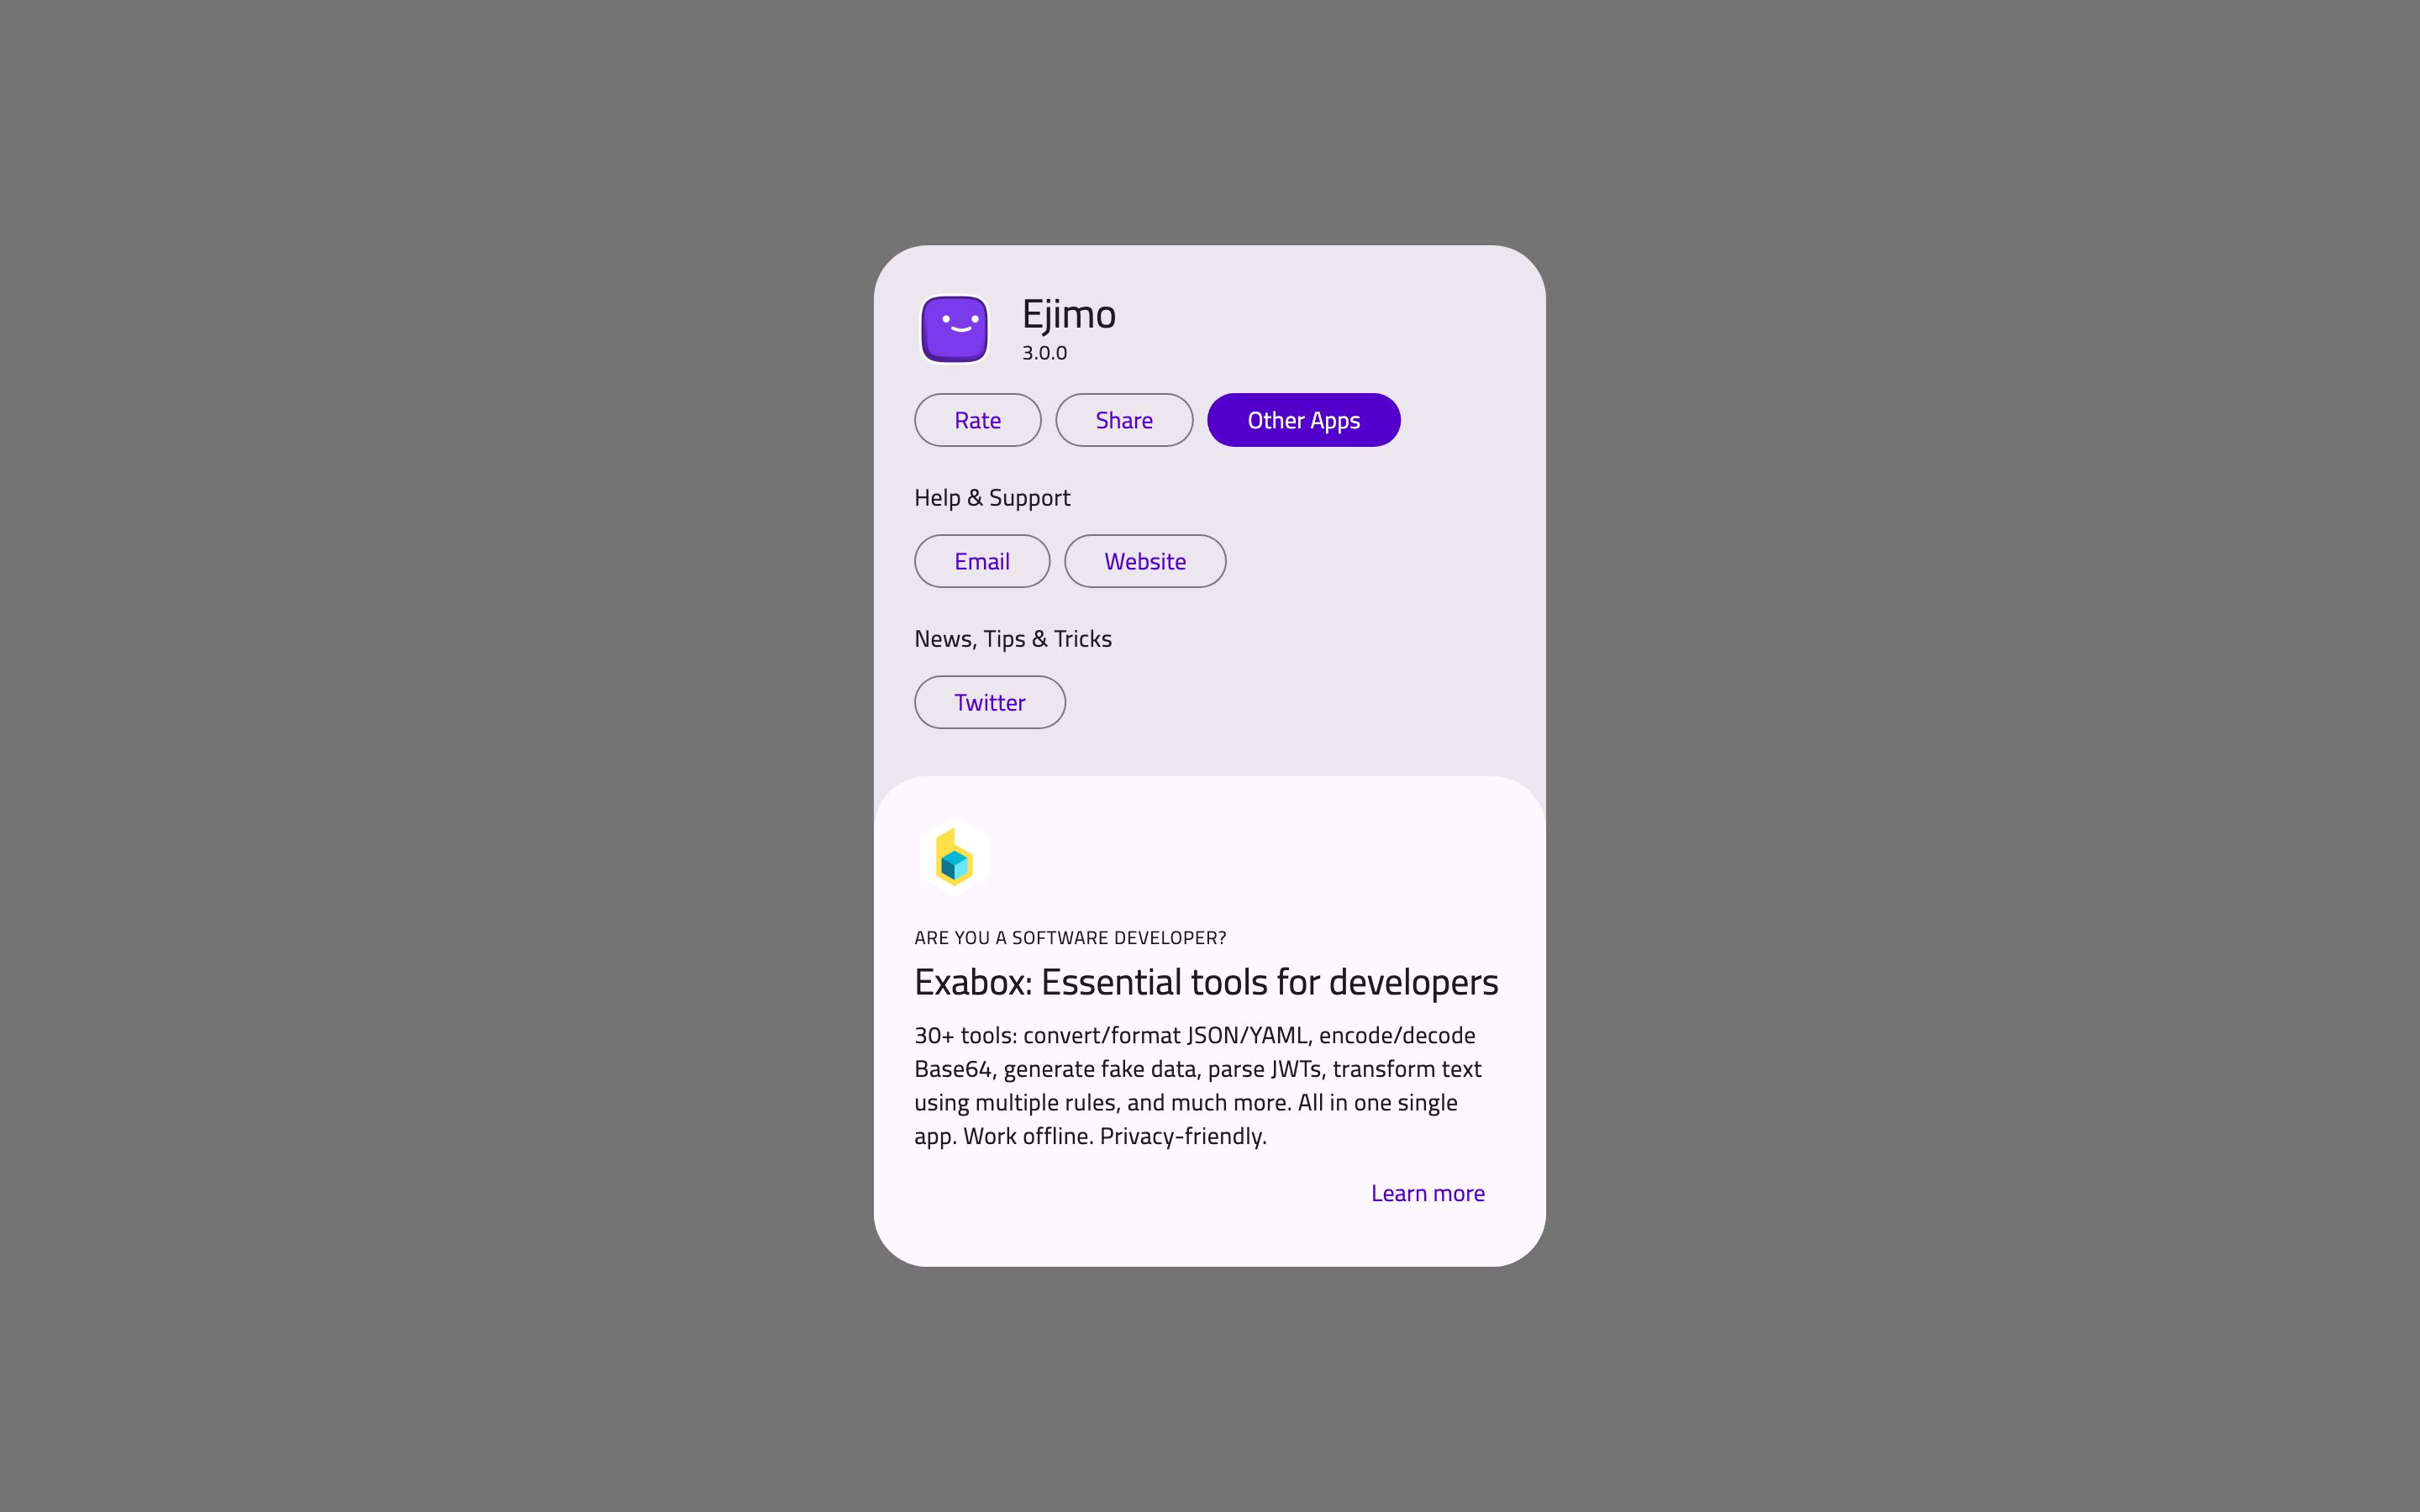 Ejimo
3.0.0
Rate
Share
Other Apps
Help & Support
Email
Website
News, Tips & Tricks
Twitter
ARE YOU A SOFTWARE DEVELOPER?
Exabox: Essential tools for developers
30+ tools: convert/format JSON/YAML, encode/decode
Base64, generate fake data, parse JWTs, transform text
using multiple rules, and much more. All in one single
app. Work offline. Privacy-friendly.
Learn more